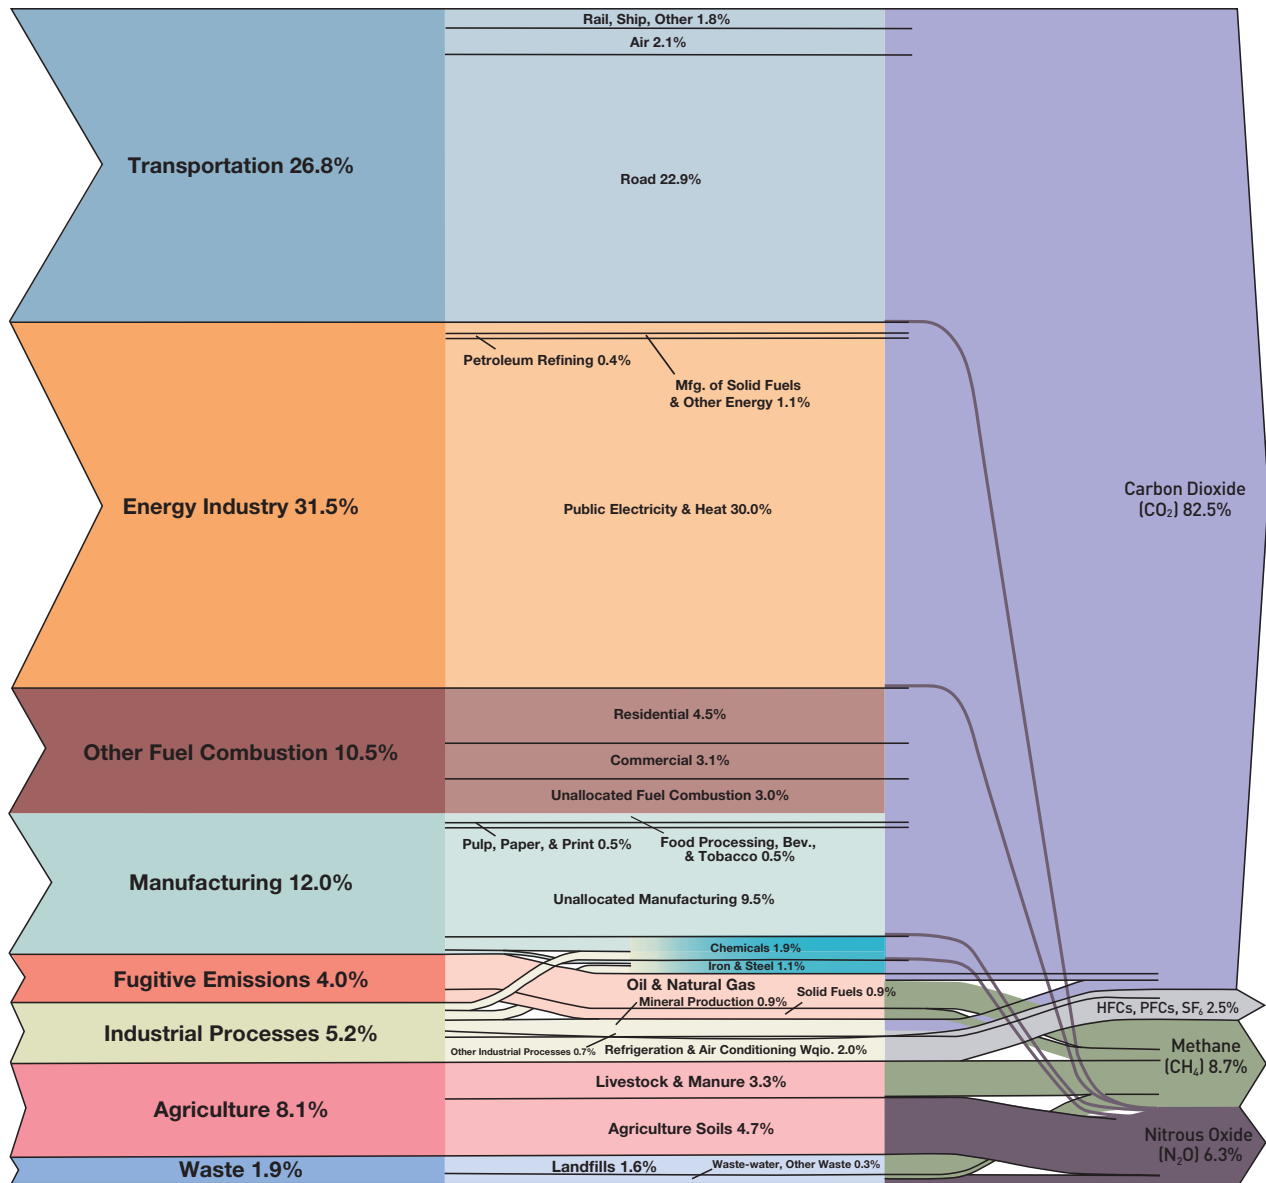 Rail, Ship, Other 1.8%
Air 2.1%
Transportation 26.8%
Road 22.9%
Petroleum Refining 0.4%
Mfg. of Solid Fuels
& Other Energy 1.1%
Energy Industry 31.5%
Public Electricity & Heat 30.0%
Carbon Dioxide
(CO₂) 82.5%
Residential 4.5%
Other Fuel Combustion 10.5%
Commercial 3.1%
Unallocated Fuel Combustion 3.0%
Pulp, Paper, & Print 0.5%
Food Processing, Bev.,
& Tobacco 0.5%
Manufacturing 12.0%
Unallocated Manufacturing 9.5%
Chemicals 1.9%
Iron & Steel 1.1%
Fugitive Emissions 4.0%
Oil & Natural Gas
Solid Fuels 0.9%
Mineral Production 0.9%
HFCs, PFCs, SF₆ 2.5%
Industrial Processes 5.2%
Other Industrial Processes 0.7%
Refrigeration & Air Conditioning Wqio. 2.0%
Methane
(CH₄) 8.7%
Livestock & Manure 3.3%
Agriculture 8.1%
Agriculture Soils 4.7%
Nitrous Oxide
(N₂O) 6.3%
Waste 1.9%
Landfills 1.6%
Waste-water, Other Waste 0.3%